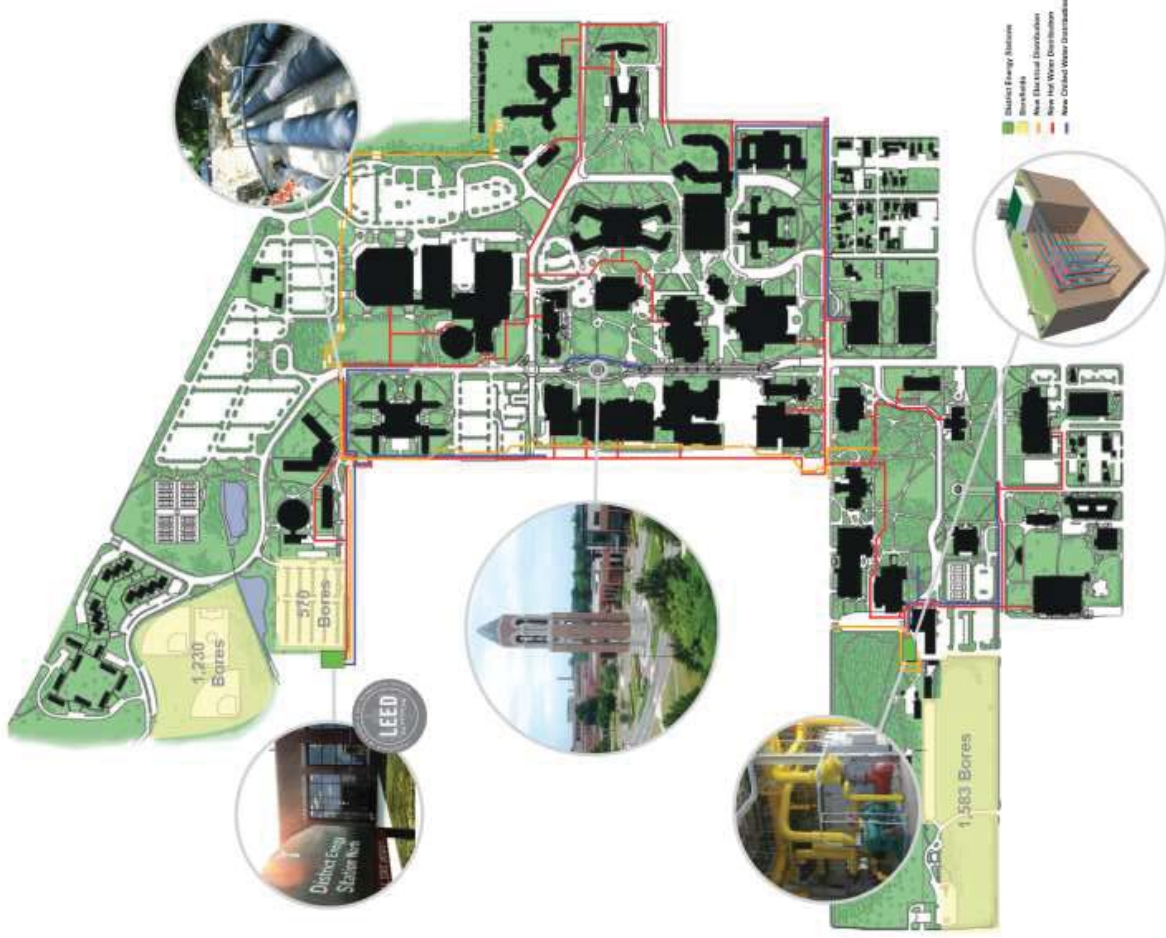 1,230
Bores
570
Bores
LEED
District Energy
Station North
1,583 Bores
District Energy Stations
Borefields
New Electrical Distribution
New Hot Water Distribution
New Chilled Water Distribution